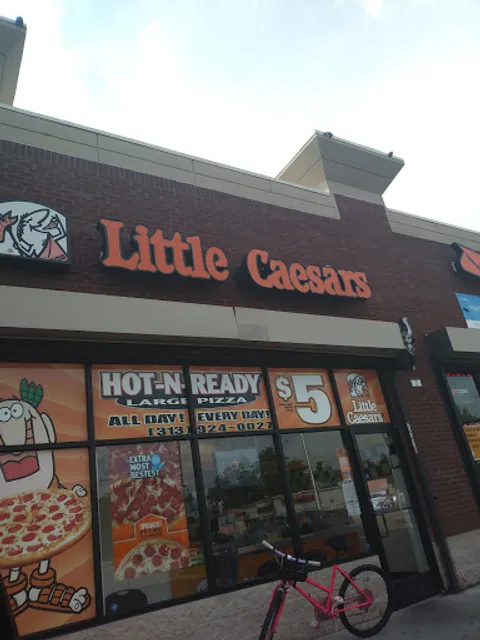 Little Caesars
HOT-N-READY
LARGE PIZZA
ALL DAY! EVERY DAY!
(313) 924-0027
$5
Little
Caesars
EXTRA
MOST
BESTEST